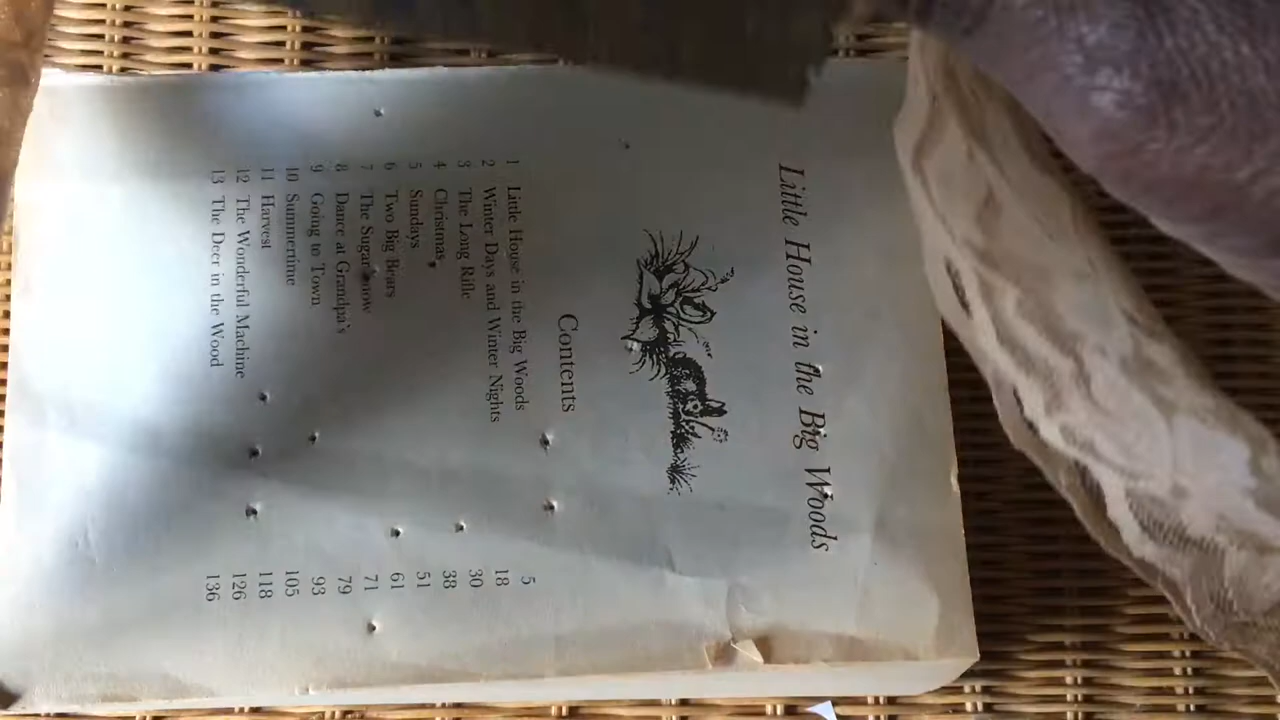 Little House in the Big Woods
Contents
1 Little House in the Big Woods 5
2 Winter Days and Winter Nights 18
3 The Long Rifle 30
4 Christmas 38
5 Sundays 51
6 Two Big Bears 61
7 The Sugar Snow 71
8 Dance at Grandpa's 79
9 Going to Town 93
10 Summertime 105
11 Harvest 118
12 The Wonderful Machine 126
13 The Deer in the Wood 136